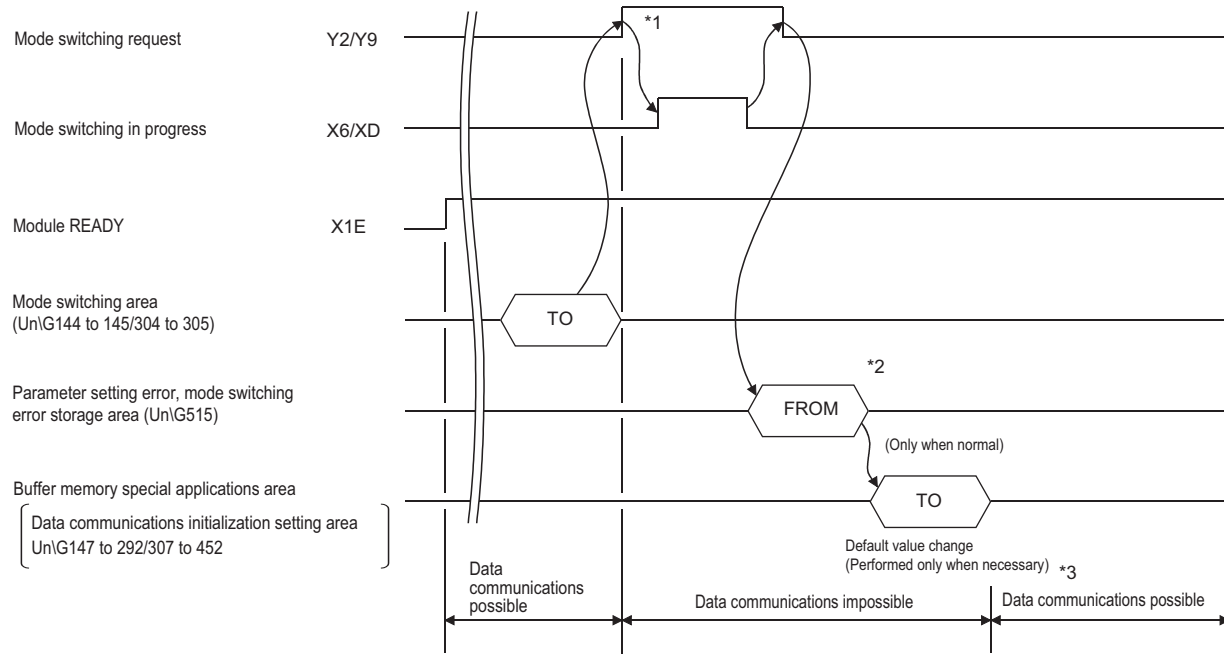 Mode switching request Y2/Y9
*1
Mode switching in progress X6/XD
Module READY X1E
Mode switching area
(Un\G144 to 145/304 to 305)
TO
Parameter setting error, mode switching
error storage area (Un\G515)
FROM
*2
(Only when normal)
Buffer memory special applications area
Data communications initialization setting area
Un\G147 to 292/307 to 452
TO
Default value change
(Performed only when necessary) *3
Data
communications
possible
Data communications impossible
Data communications possible